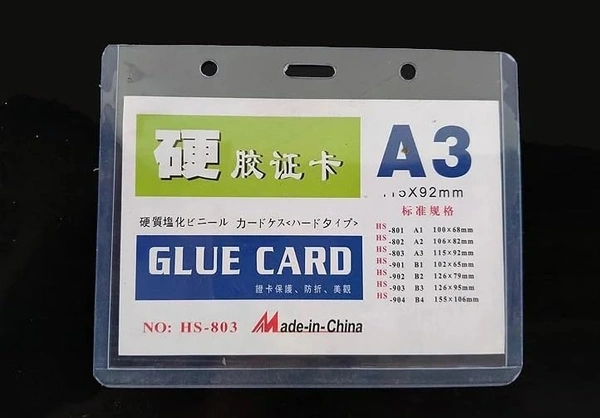 硬胶证卡
A3
115X92mm
标准规格
硬質塩化ビニール カードケス<ハードタイプ>
HS-801 A1 100×68mm
HS-802 A2 106×82mm
HS-803 A3 115×92mm
HS-901 B1 102×65mm
HS-902 B2 126×79mm
HS-903 B3 126×95mm
HS-904 B4 155×106mm
GLUE CARD
證卡保護、防折、美觀
NO: HS-803
Made-in-China